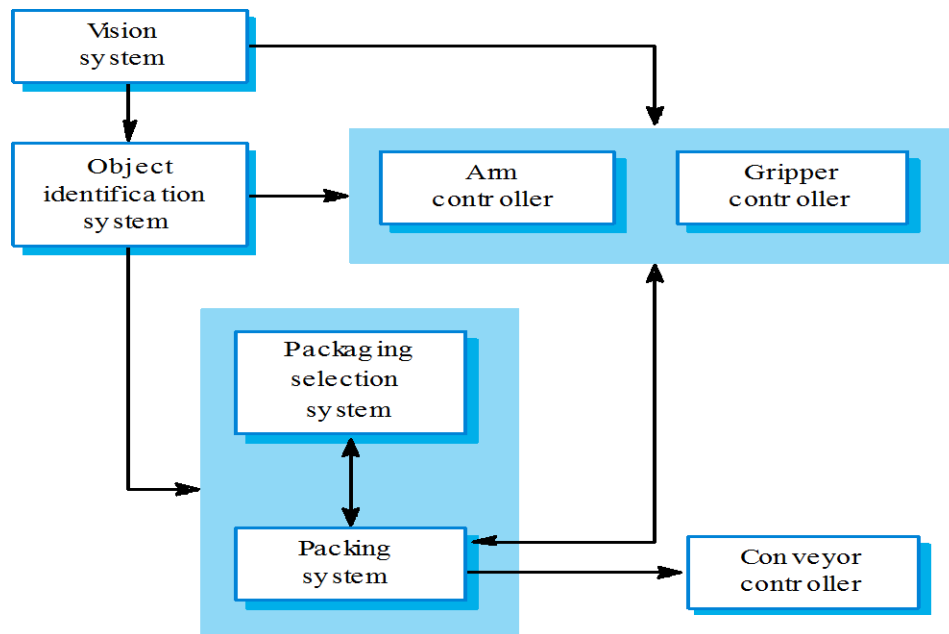 Vision
system
Object
identification
system
Arm
controller
Gripper
controller
Packaging
selection
system
Packing
system
Conveyor
controller